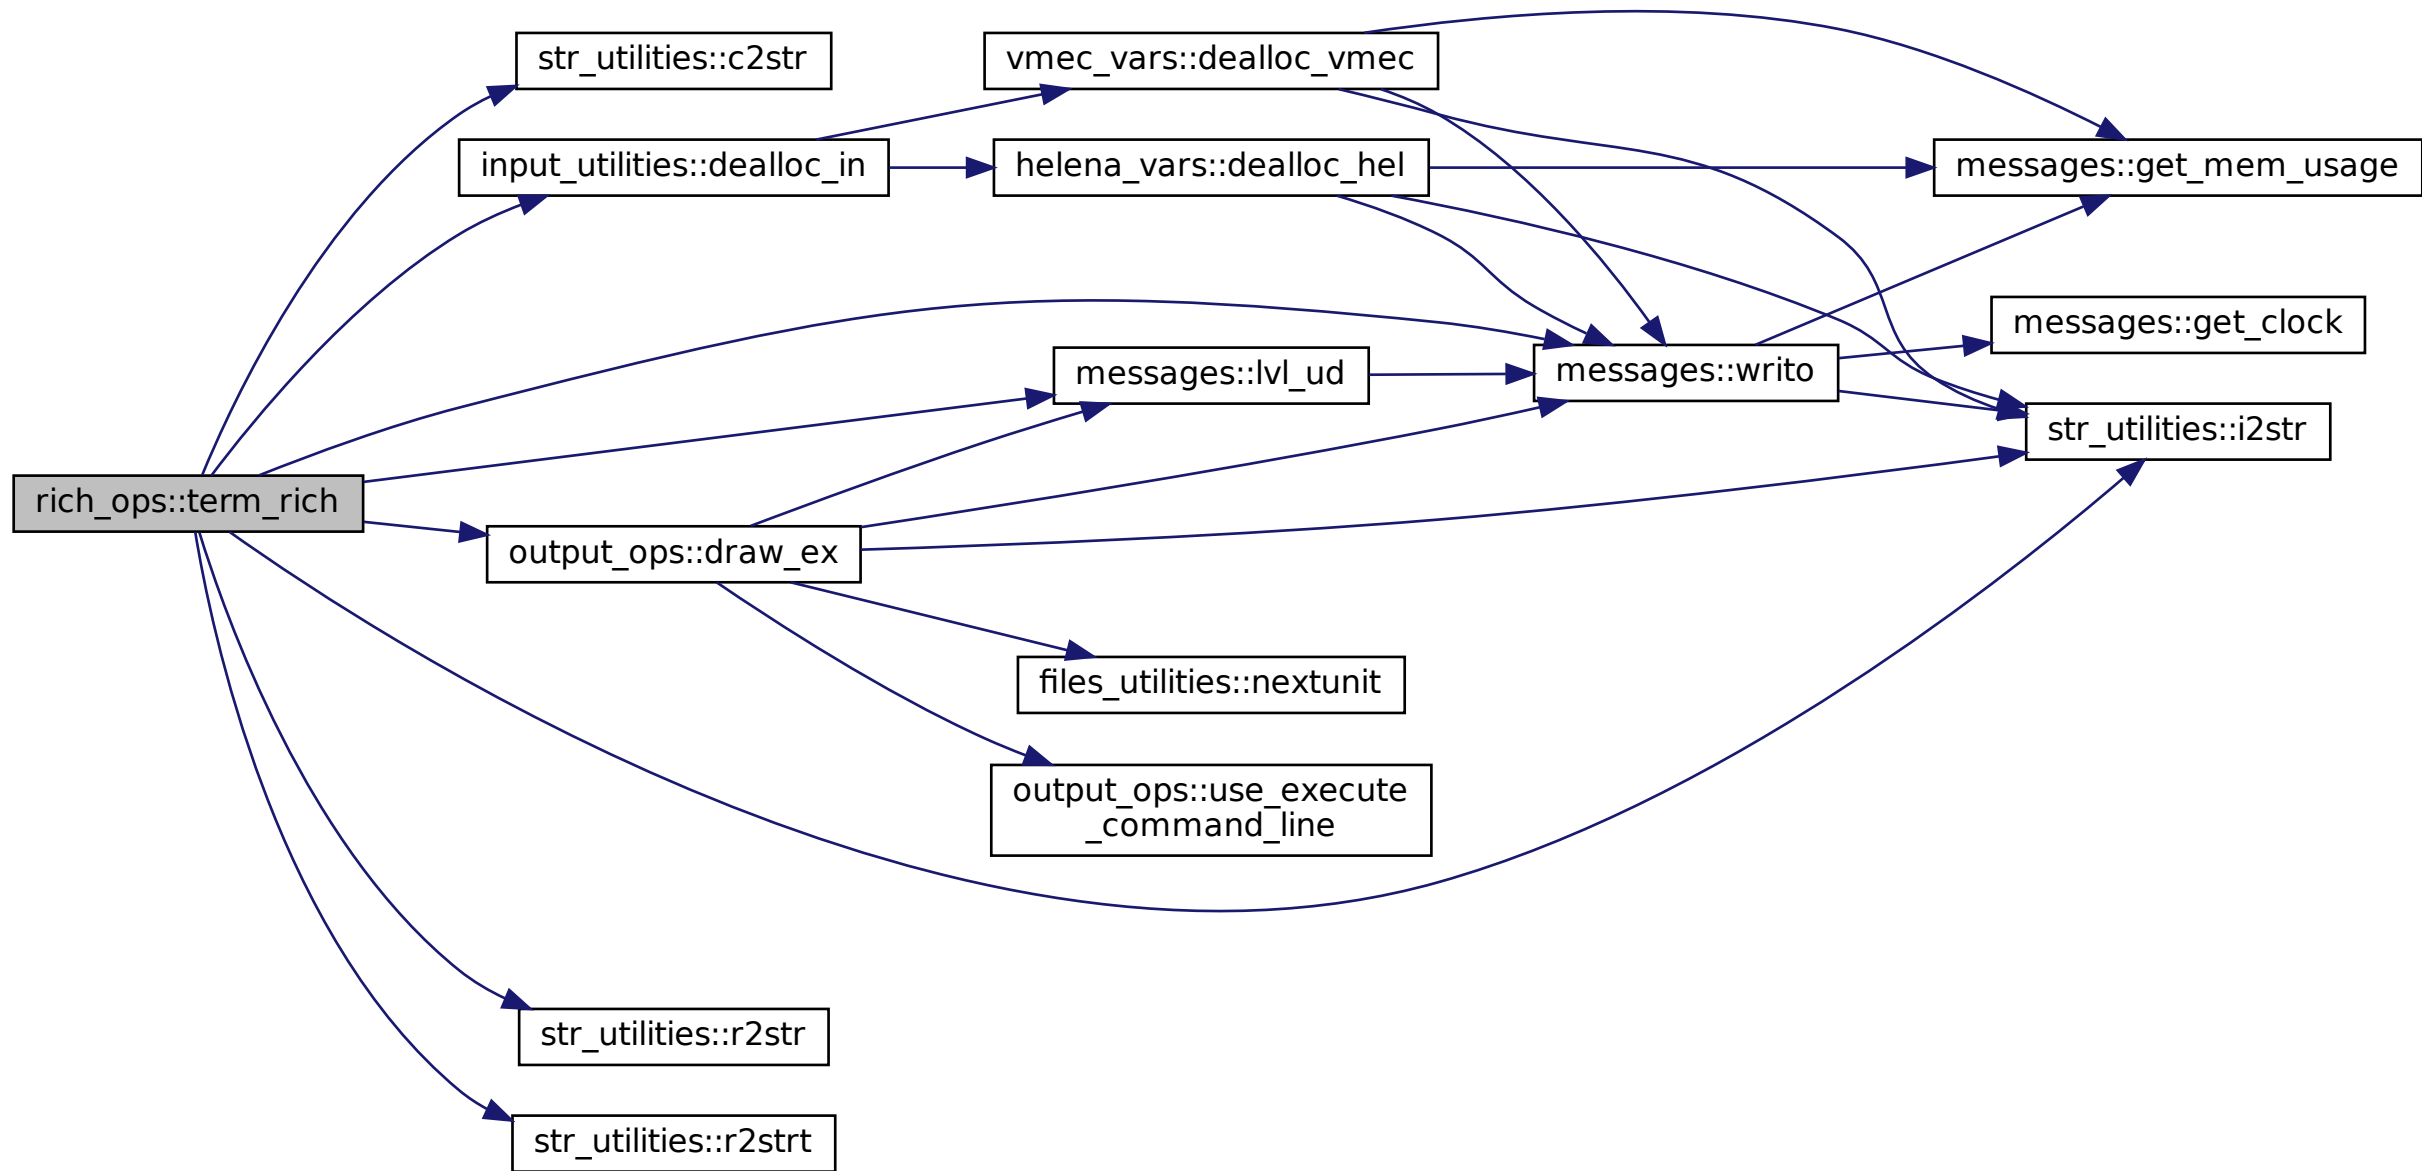 str_utilities::c2str
vmec_vars::dealloc_vmec
input_utilities::dealloc_in
helena_vars::dealloc_hel
messages::get_mem_usage
messages::get_clock
messages::lvl_ud
messages::writo
str_utilities::i2str
rich_ops::term_rich
output_ops::draw_ex
files_utilities::nextunit
output_ops::use_execute
_command_line
str_utilities::r2str
str_utilities::r2strt